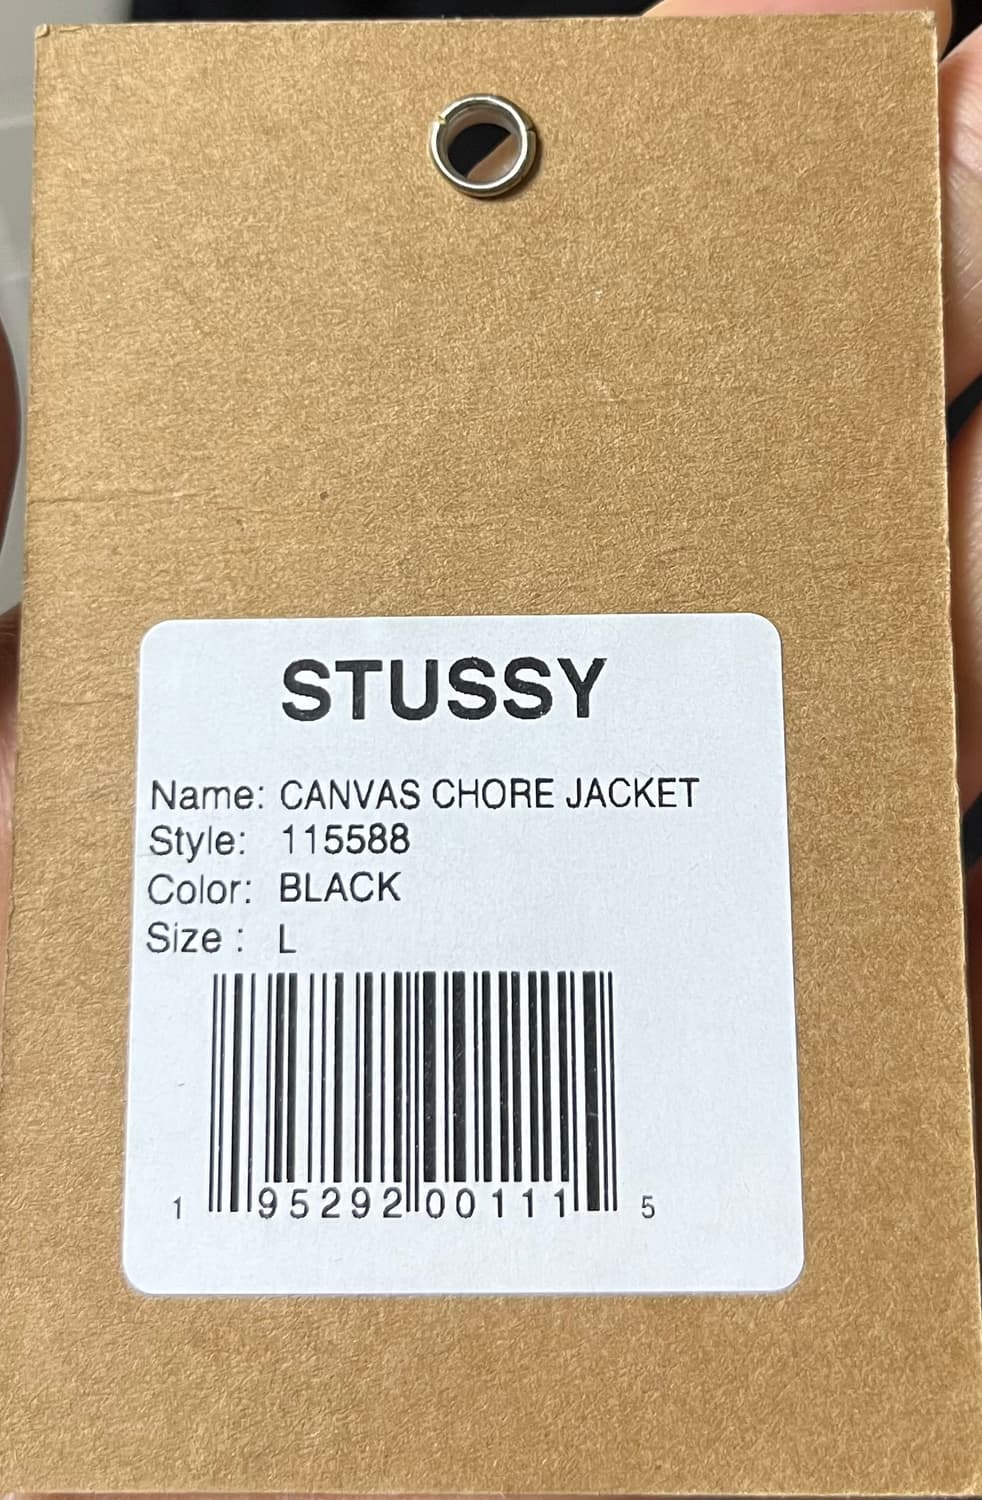 STUSSY
Name: CANVAS CHORE JACKET
Style: 115588
Color: BLACK
Size : L
1 95292 00111 5